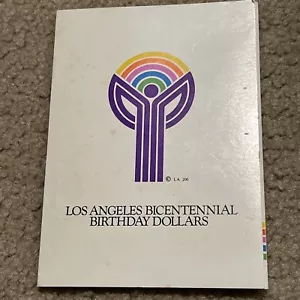 © L.A. 200
LOS ANGELES BICENTENNIAL
BIRTHDAY DOLLARS